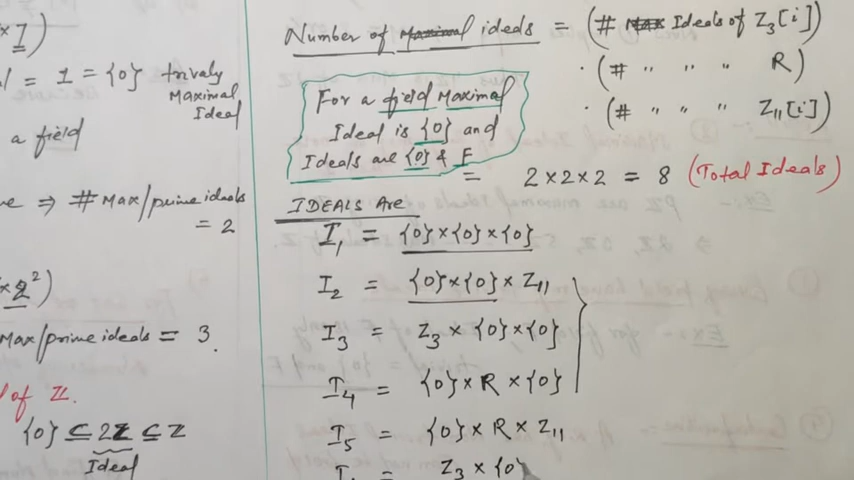 × I)
= 1 = {0} trivaly
Maximal
Ideal
a field
⇒ # Max/prime ideals
= 2
× 2²)
Max/prime ideals = 3.
of Z.
{0} ⊆ 2Z ⊆ Z
Ideal
Number of Maximal ideals = (# Max Ideals of Z₃[i])
· (# " " " R)
· (# " " " Z₁₁[i])
For a field Maximal
Ideal is {0} and
Ideals are {0} & F
= 2 × 2 × 2 = 8 (Total Ideals)
IDEALS Are
I₁ = {0} × {0} × {0}
I₂ = {0} × {0} × Z₁₁
I₃ = Z₃ × {0} × {0}
I₄ = {0} × R × {0}
I₅ = {0} × R × Z₁₁
= Z₃ × {0}